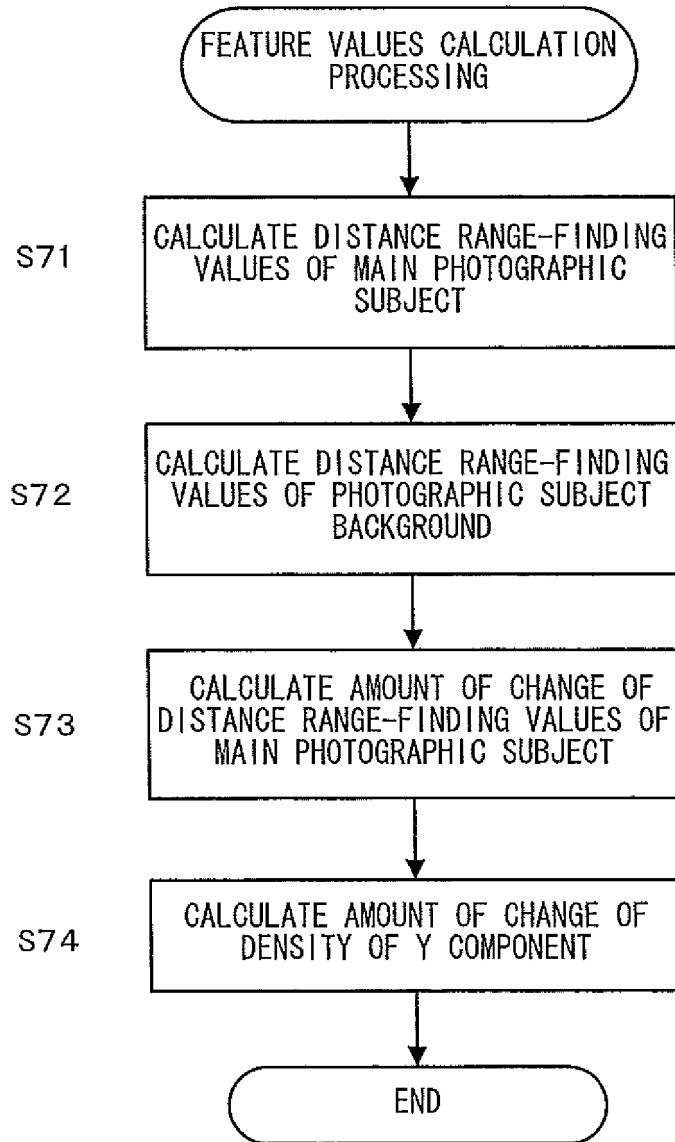 FEATURE VALUES CALCULATION
PROCESSING
S71
CALCULATE DISTANCE RANGE-FINDING
VALUES OF MAIN PHOTOGRAPHIC
SUBJECT
S72
CALCULATE DISTANCE RANGE-FINDING
VALUES OF PHOTOGRAPHIC SUBJECT
BACKGROUND
S73
CALCULATE AMOUNT OF CHANGE OF
DISTANCE RANGE-FINDING VALUES OF
MAIN PHOTOGRAPHIC SUBJECT
S74
CALCULATE AMOUNT OF CHANGE OF
DENSITY OF Y COMPONENT
END